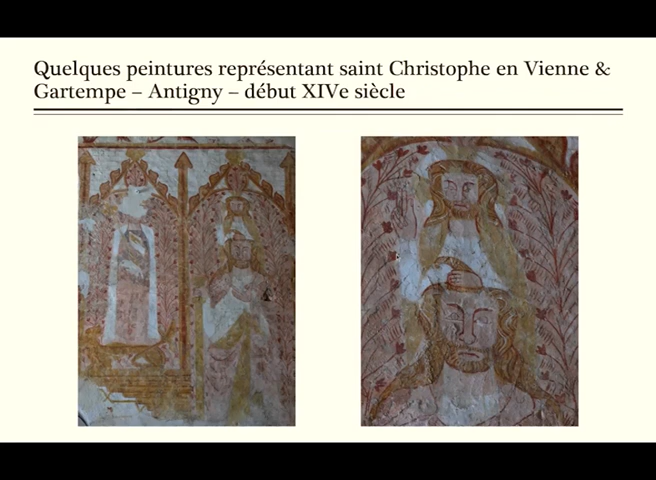 Quelques peintures représentant saint Christophe en Vienne &
Gartempe – Antigny – début XIVe siècle